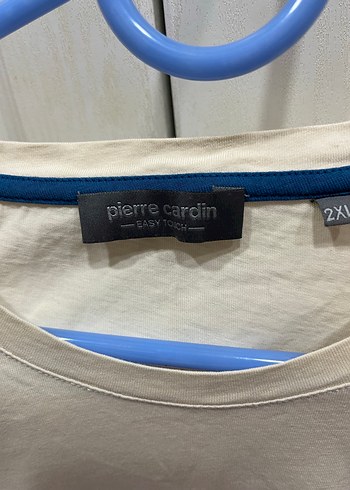 pierre cardin
EASY TOUCH
2XL